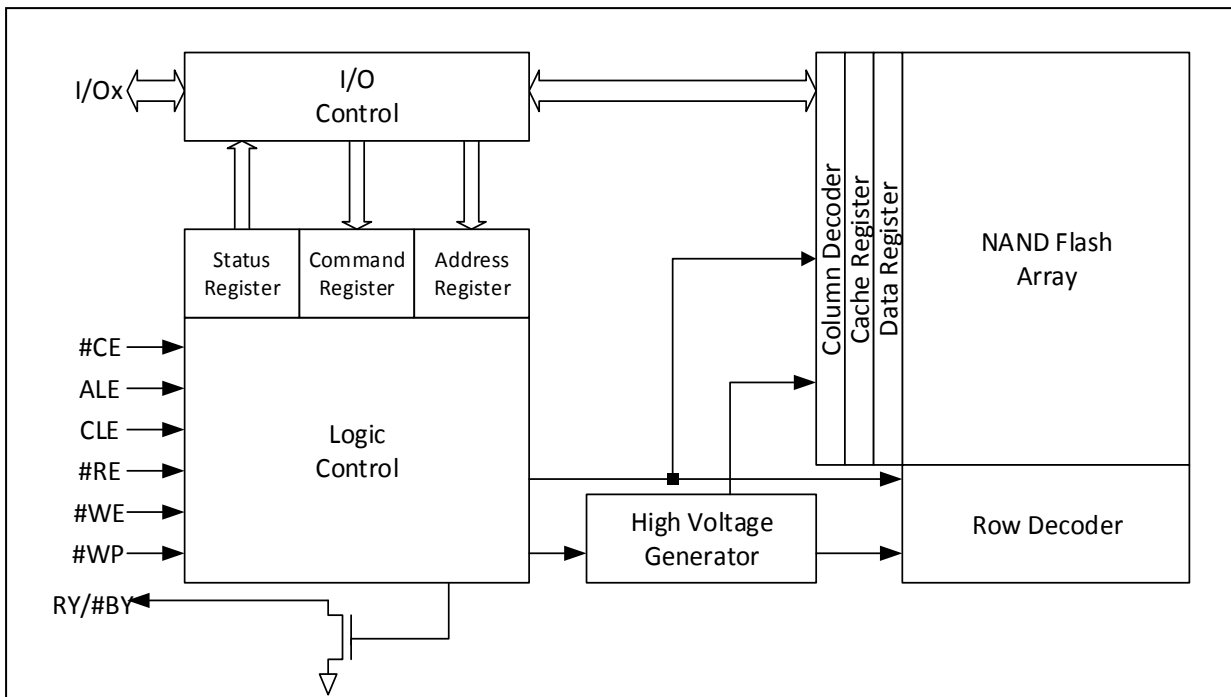 I/Ox
I/O
Control
Status
Register
Command
Register
Address
Register
Column Decoder
Cache Register
Data Register
NAND Flash
Array
#CE
ALE
CLE
#RE
#WE
#WP
Logic
Control
High Voltage
Generator
Row Decoder
RY/#BY